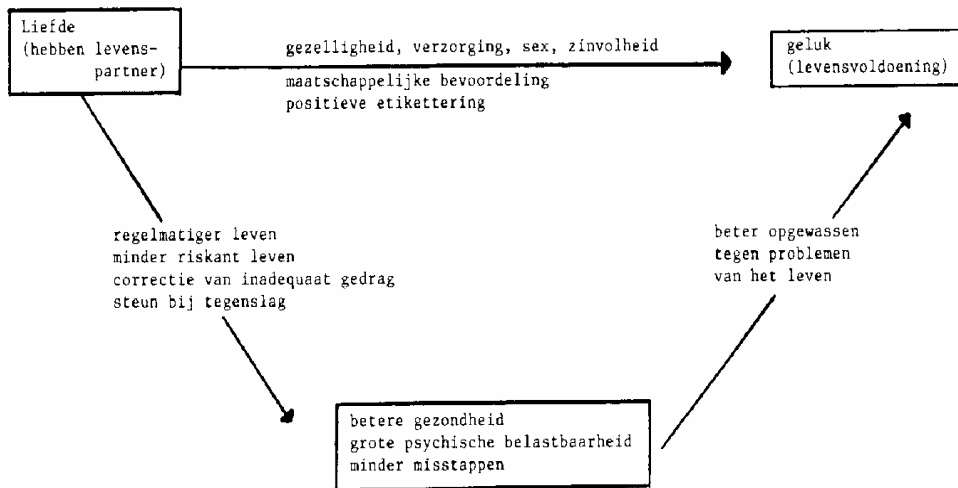 Liefde
(hebben levens-
partner)
gezelligheid, verzorging, sex, zinvolheid
maatschappelijke bevoordeling
positieve etikettering
geluk
(levensvoldoening)
regelmatiger leven
minder riskant leven
correctie van inadequaat gedrag
steun bij tegenslag
beter opgewassen
tegen problemen
van het leven
betere gezondheid
grote psychische belastbaarheid
minder misstappen